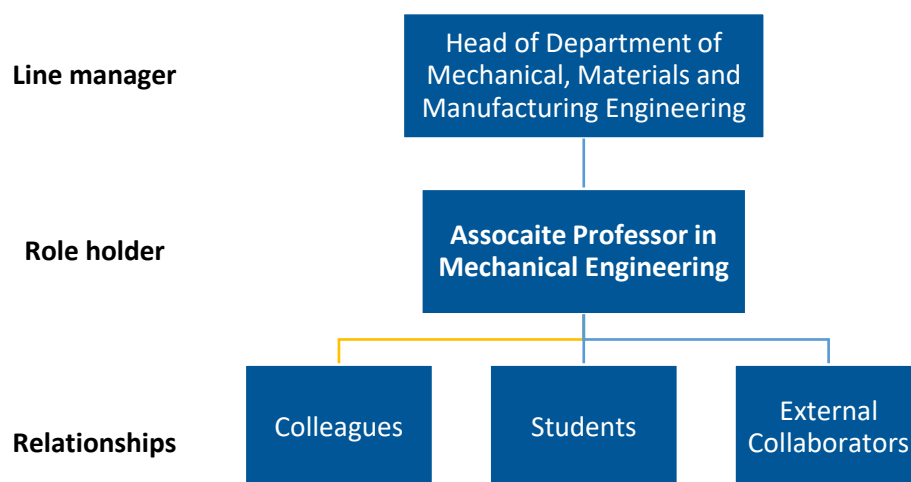 Line manager
Head of Department of
Mechanical, Materials and
Manufacturing Engineering
Role holder
Assocaite Professor in
Mechanical Engineering
Relationships
Colleagues
Students
External
Collaborators